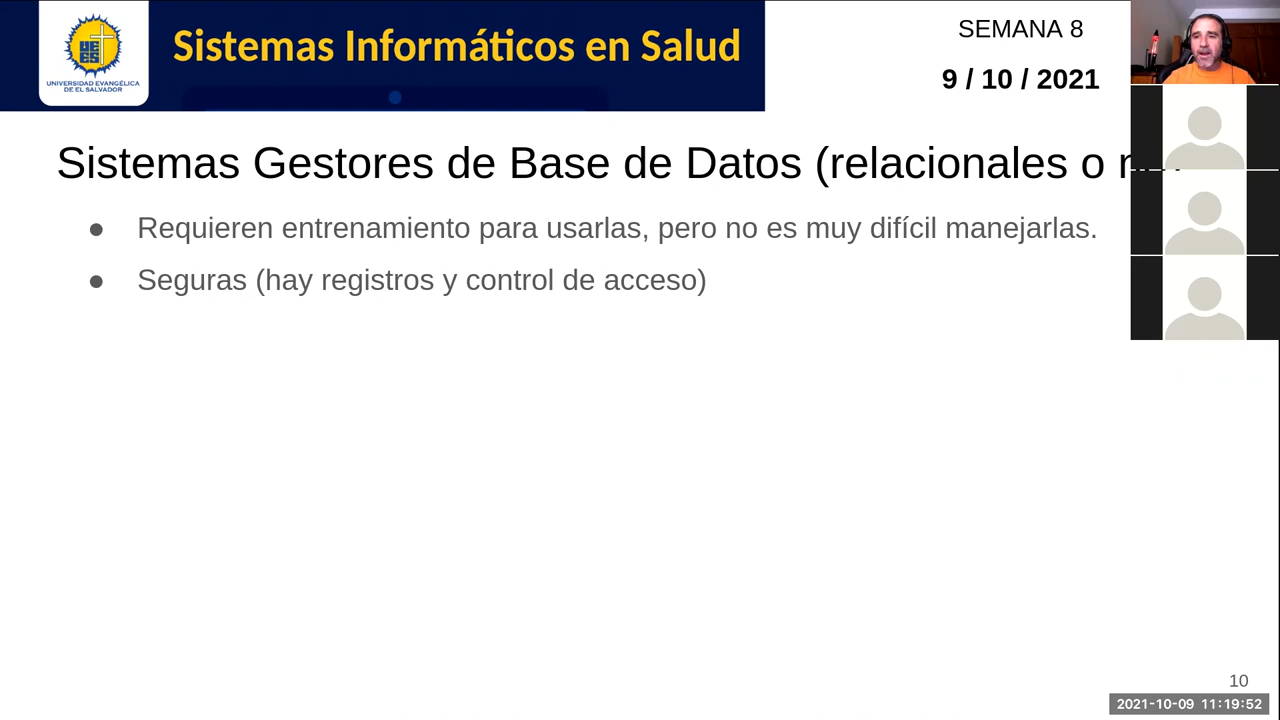 UNIVERSIDAD EVANGÉLICA
DE EL SALVADOR
Sistemas Informáticos en Salud
SEMANA 8
9 / 10 / 2021
Sistemas Gestores de Base de Datos (relacionales o
● Requieren entrenamiento para usarlas, pero no es muy difícil manejarlas.
● Seguras (hay registros y control de acceso)
10
2021-10-09 11:19:52